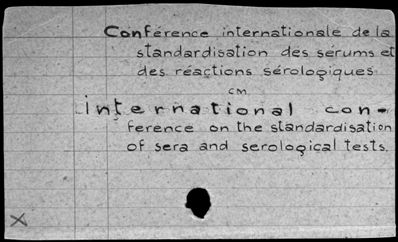 Conférence internationale de la
standardisation des sérums et
des réactions sérologiques.
cm
International con-
ference on the standardisation
of sera and serological tests.
X